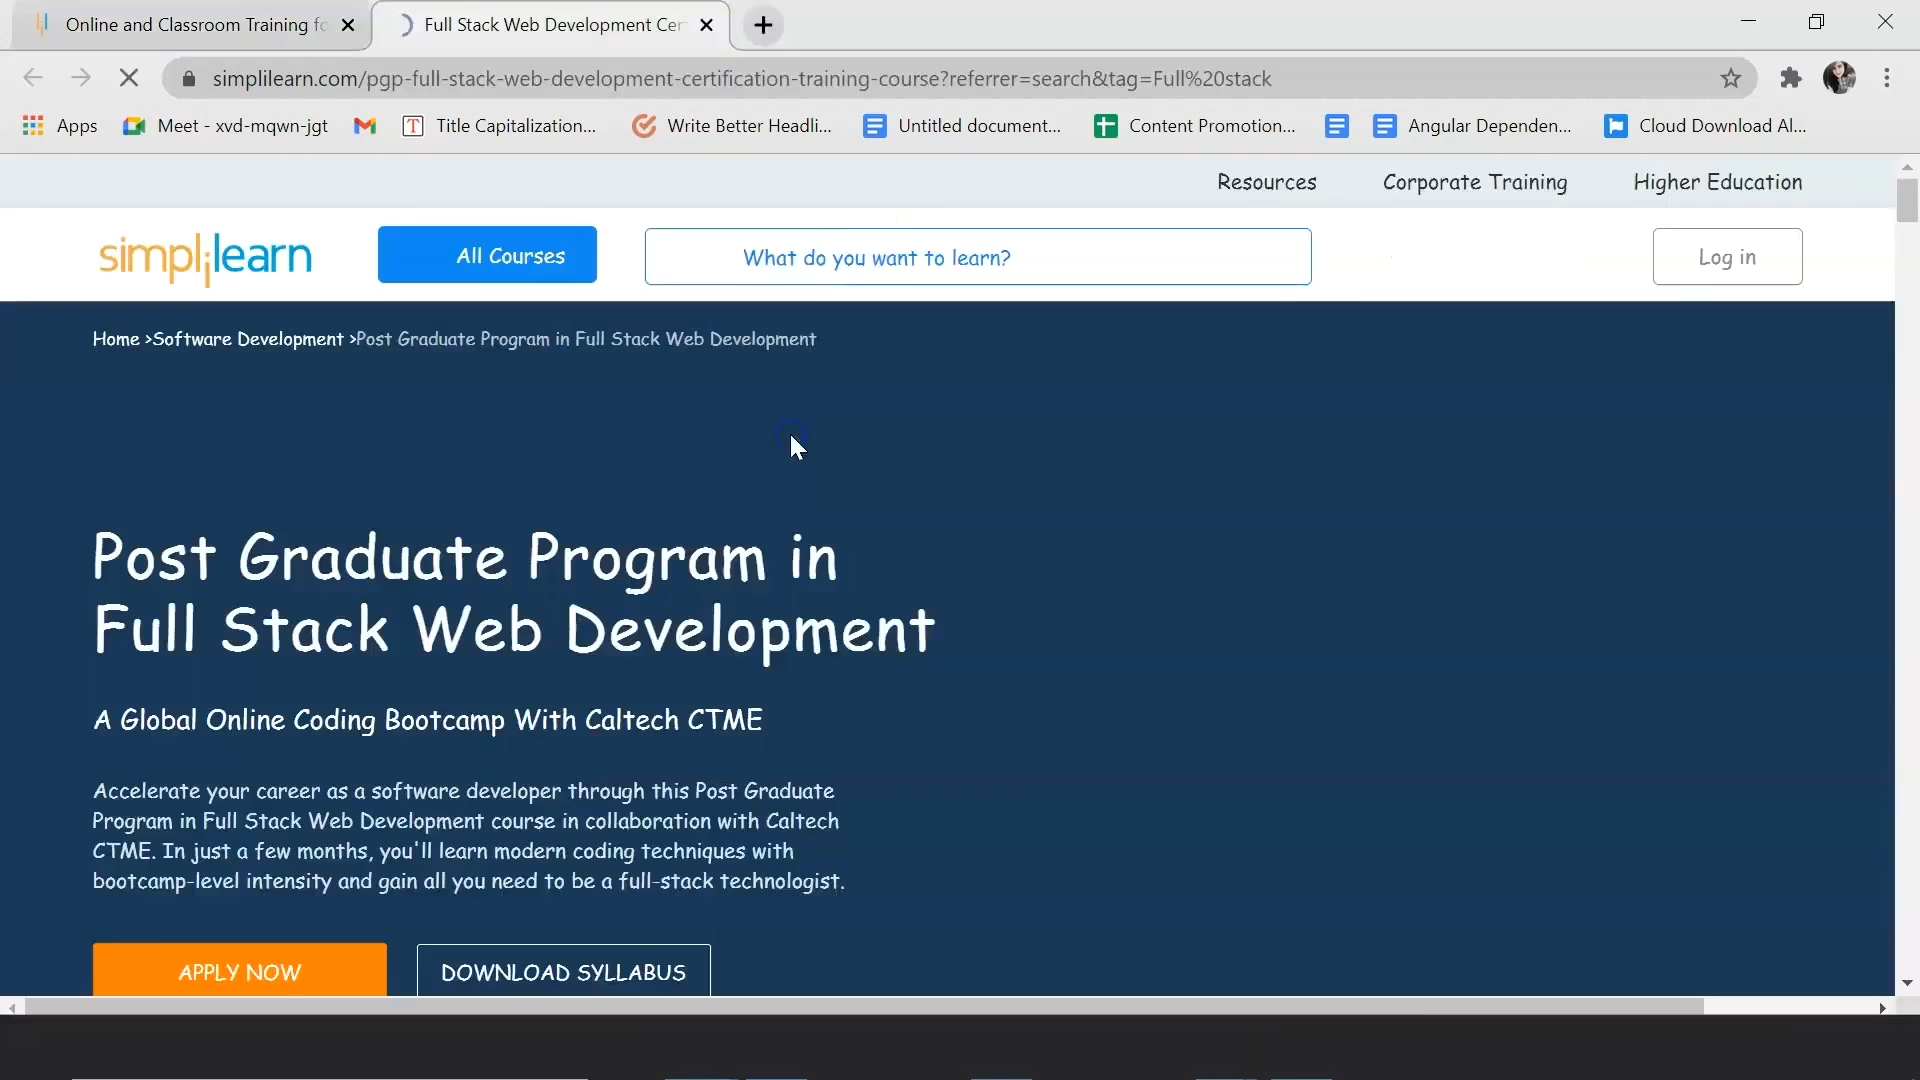 Online and Classroom Training fo
Full Stack Web Development Cer
simplilearn.com/pgp-full-stack-web-development-certification-training-course?referrer=search&tag=Full%20stack
Apps
Meet - xvd-mqwn-jgt
T
Title Capitalization...
Write Better Headli...
Untitled document...
Content Promotion...
Angular Dependen...
Cloud Download Al...
Resources
Corporate Training
Higher Education
simplilearn
All Courses
What do you want to learn?
Log in
Home >Software Development >Post Graduate Program in Full Stack Web Development
Post Graduate Program in
Full Stack Web Development
A Global Online Coding Bootcamp With Caltech CTME
Accelerate your career as a software developer through this Post Graduate
Program in Full Stack Web Development course in collaboration with Caltech
CTME. In just a few months, you'll learn modern coding techniques with
bootcamp-level intensity and gain all you need to be a full-stack technologist.
APPLY NOW
DOWNLOAD SYLLABUS